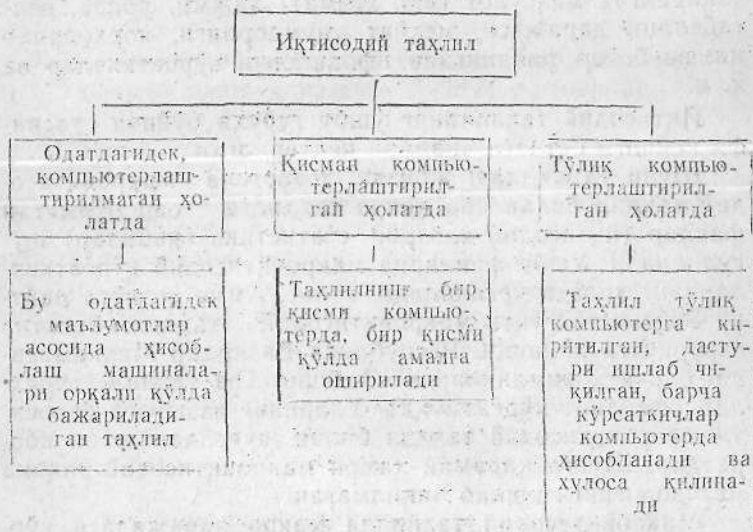 Иқтисодий таҳлил
Одатдагидек,
компьютерлаш-
тирилмаган ҳо-
латда
Қисман компью-
терлаштирил-
ган ҳолатда
Тўлиқ компью-
терлаштирил-
ган ҳолатда
Бу одатдагидек
маълумотлар
асосида ҳисоб-
лаш машинала-
ри орқали қўлда
бажарилади-
ган таҳлил
Таҳлилнинг бир
қисми компью-
терда, бир қисми
қўлда амалга
оширилади
Таҳлил тўлиқ
компьютерга ки-
ритилган, дасту-
ри ишлаб чи-
қилган, барча
кўрсаткичлар
компьютерда
ҳисобланади ва
хулоса қилина-
ди